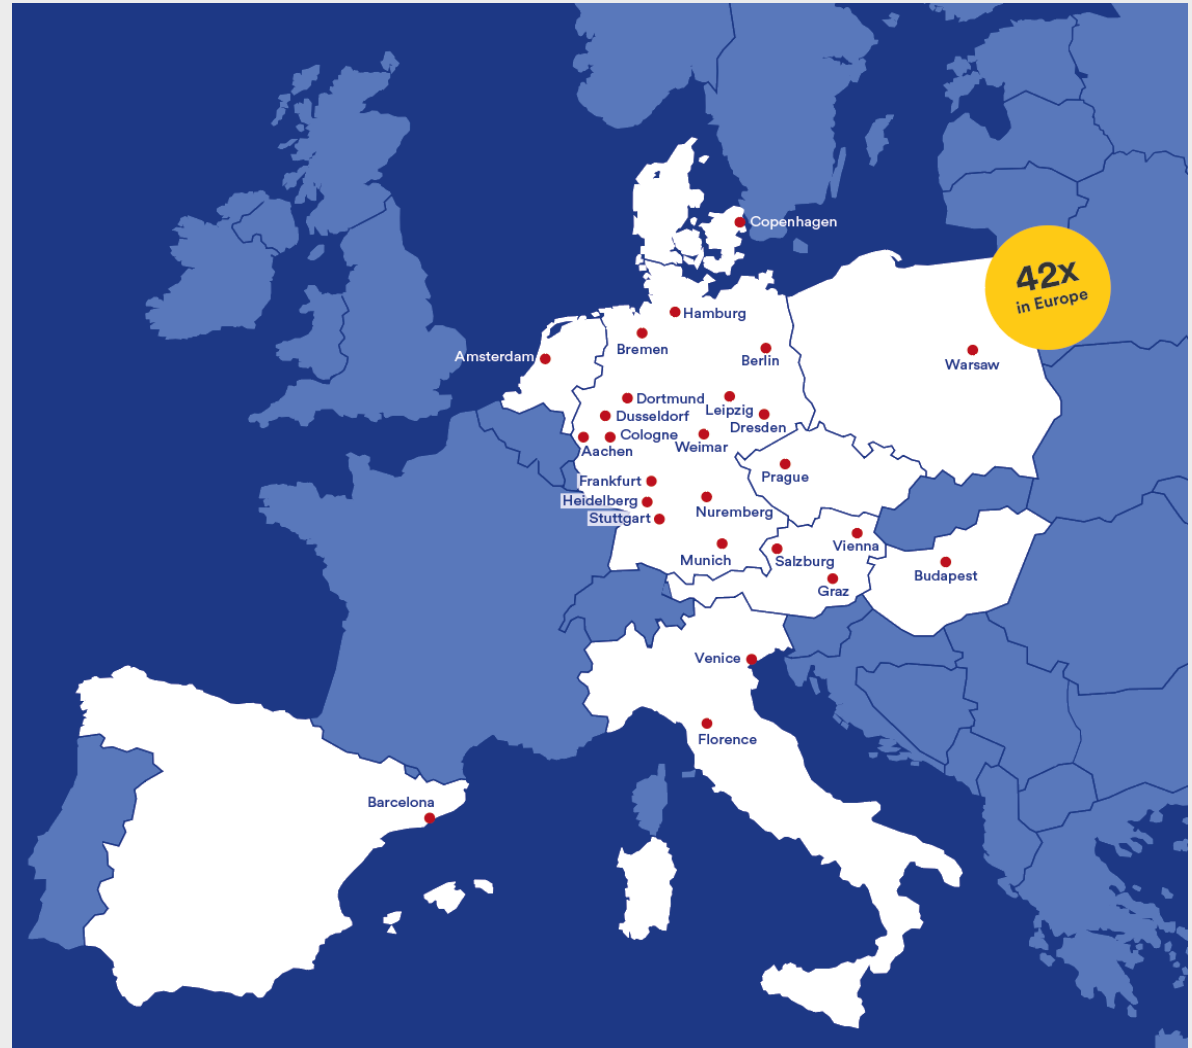 Copenhagen
42x
in Europe
Hamburg
Bremen
Berlin
Amsterdam
Warsaw
Dortmund
Leipzig
Dusseldorf
Dresden
Cologne
Weimar
Aachen
Prague
Frankfurt
Heidelberg
Nuremberg
Stuttgart
Vienna
Munich
Salzburg
Budapest
Graz
Venice
Florence
Barcelona